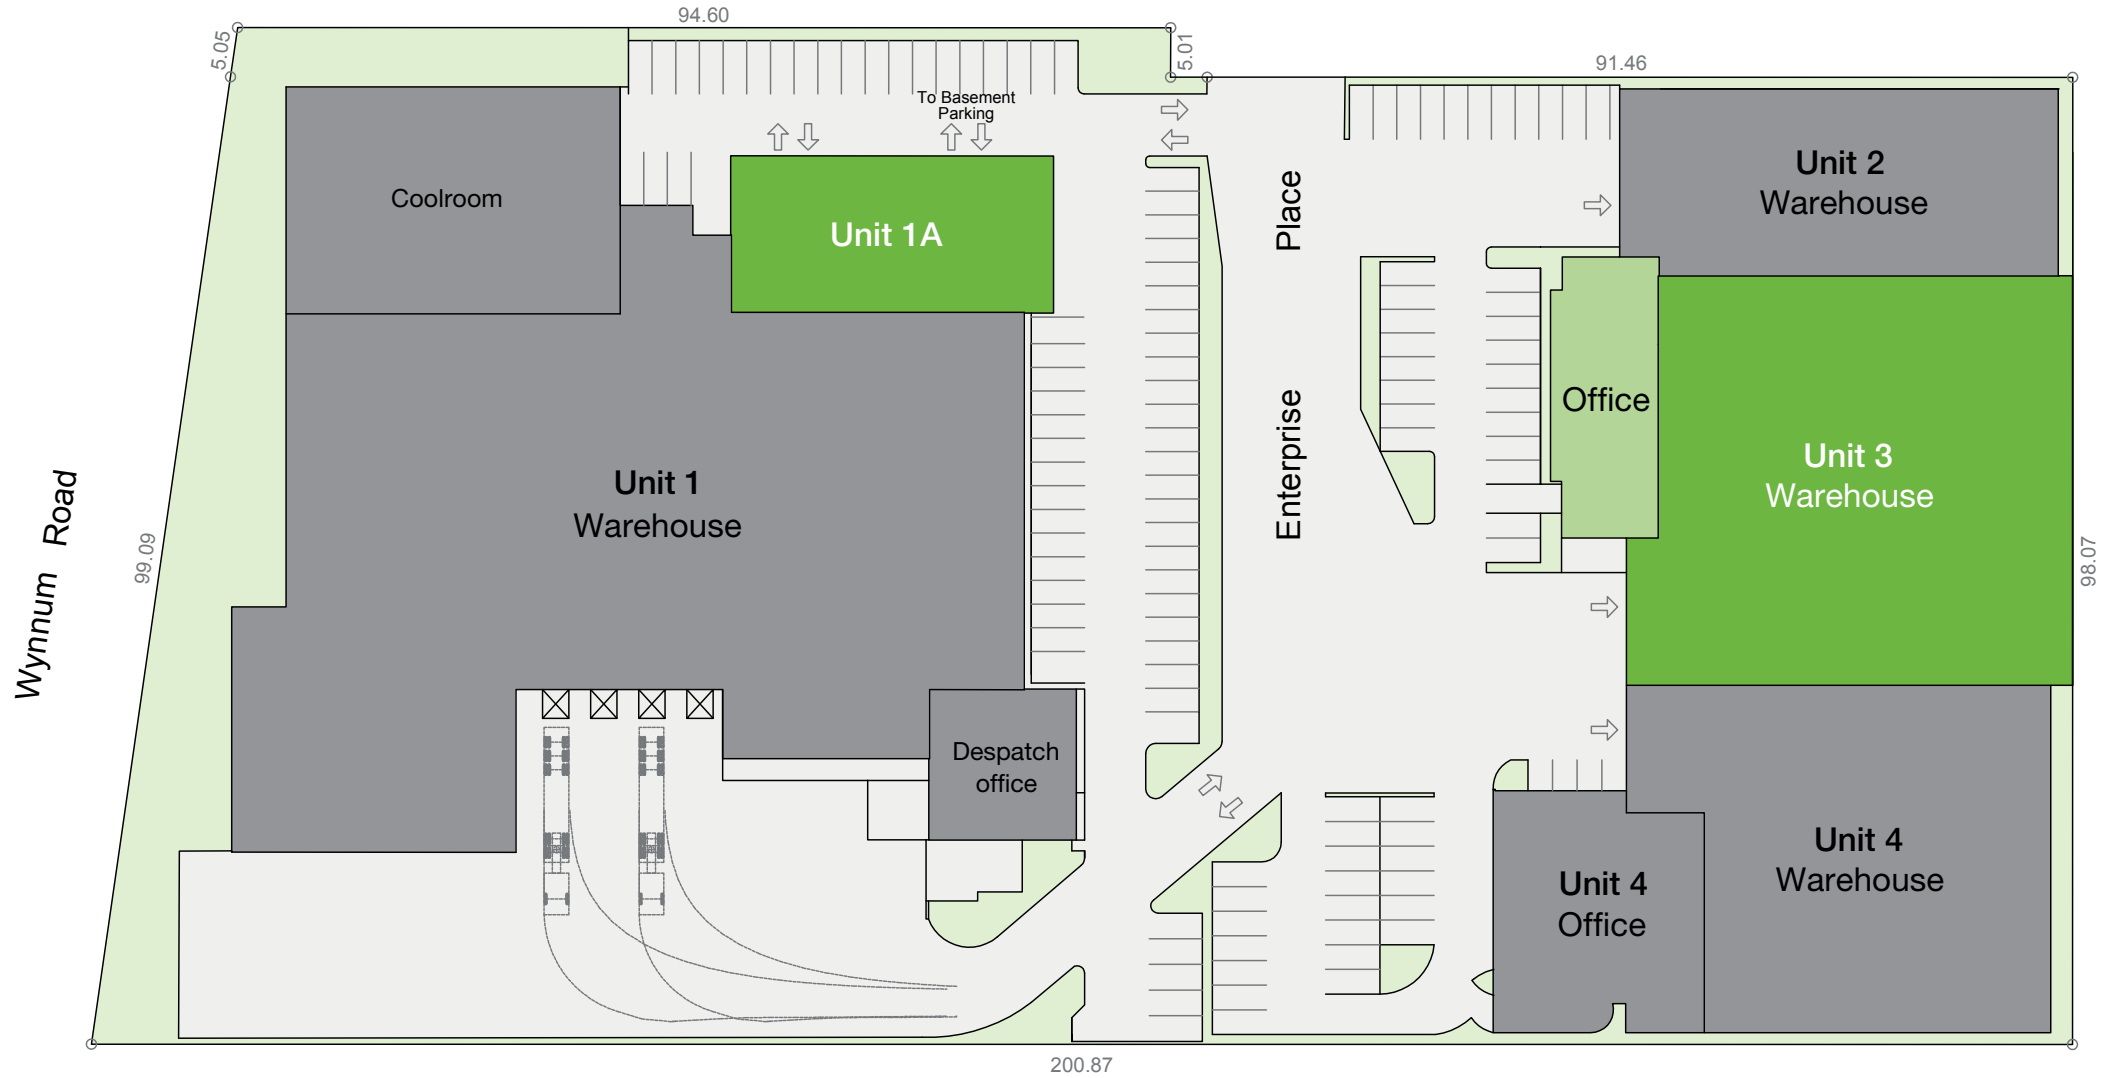 94.60
5.05
5.01
91.46
To Basement
Parking
Coolroom
Unit 1A
Place
Unit 2
Warehouse
Office
Unit 3
Warehouse
Enterprise
Unit 1
Warehouse
Wynnum Road
99.09
98.07
Despatch
office
Unit 4
Warehouse
Unit 4
Office
200.87